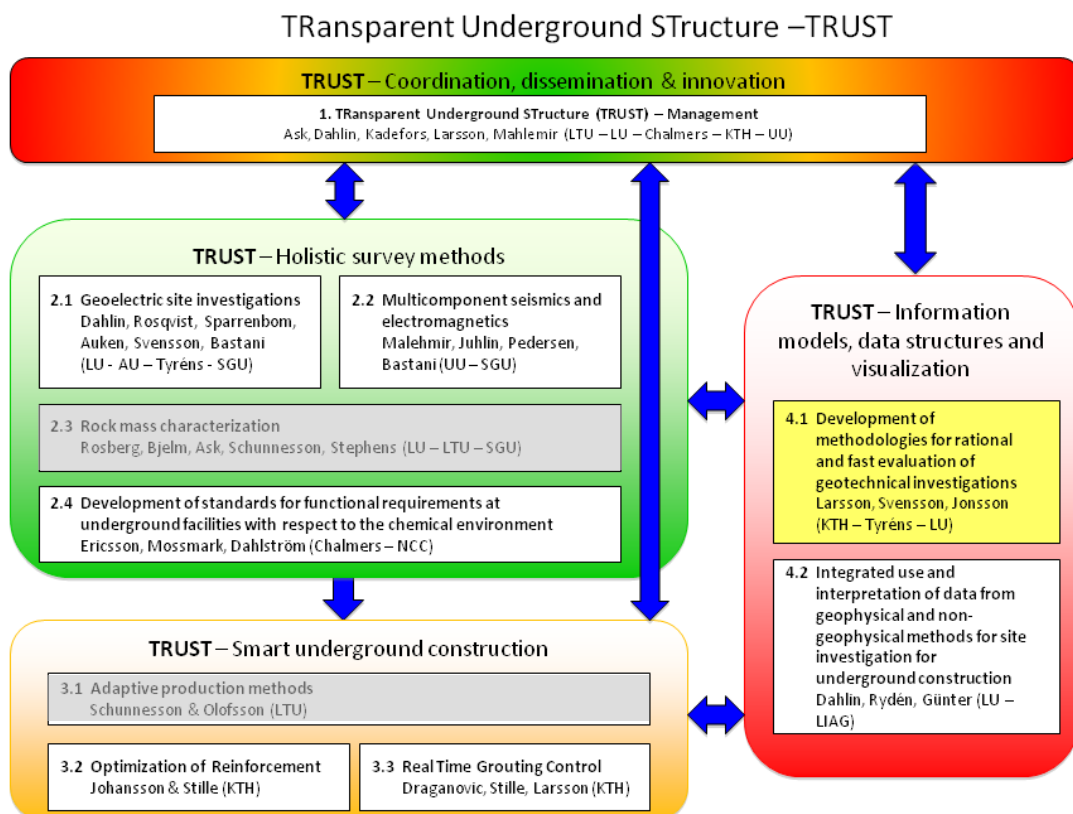 TRansparent Underground STructure –TRUST
TRUST – Coordination, dissemination & innovation
1. TRansparent Underground STructure (TRUST) – Management
Ask, Dahlin, Kadefors, Larsson, Mahlemir (LTU – LU – Chalmers – KTH – UU)
TRUST – Holistic survey methods
2.1 Geoelectric site investigations
Dahlin, Rosqvist, Sparrenbom,
Auken, Svensson, Bastani
(LU - AU – Tyréns - SGU)
2.2 Multicomponent seismics and
electromagnetics
Malehmir, Juhlin, Pedersen,
Bastani (UU – SGU)
2.3 Rock mass characterization
Rosberg, Bjelm, Ask, Schunnesson, Stephens (LU – LTU – SGU)
2.4 Development of standards for functional requirements at
underground facilities with respect to the chemical environment
Ericsson, Mossmark, Dahlström (Chalmers – NCC)
TRUST – Information
models, data structures and
visualization
4.1 Development of
methodologies for rational
and fast evaluation of
geotechnical investigations
Larsson, Svensson, Jonsson
(KTH – Tyréns – LU)
4.2 Integrated use and
interpretation of data from
geophysical and non-
geophysical methods for site
investigation for
underground construction
Dahlin, Rydén, Günter (LU –
LIAG)
TRUST – Smart underground construction
3.1 Adaptive production methods
Schunnesson & Olofsson (LTU)
3.2 Optimization of Reinforcement
Johansson & Stille (KTH)
3.3 Real Time Grouting Control
Draganovic, Stille, Larsson (KTH)